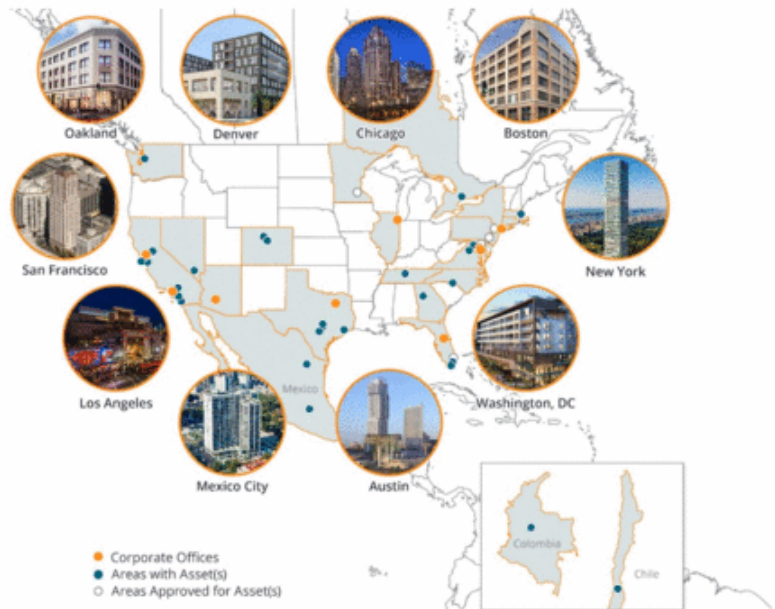 Oakland
Denver
Chicago
Boston
San Francisco
New York
Los Angeles
Mexico
Washington, DC
Mexico City
Austin
Colombia
Chile
Corporate Offices
Areas with Asset(s)
Areas Approved for Asset(s)